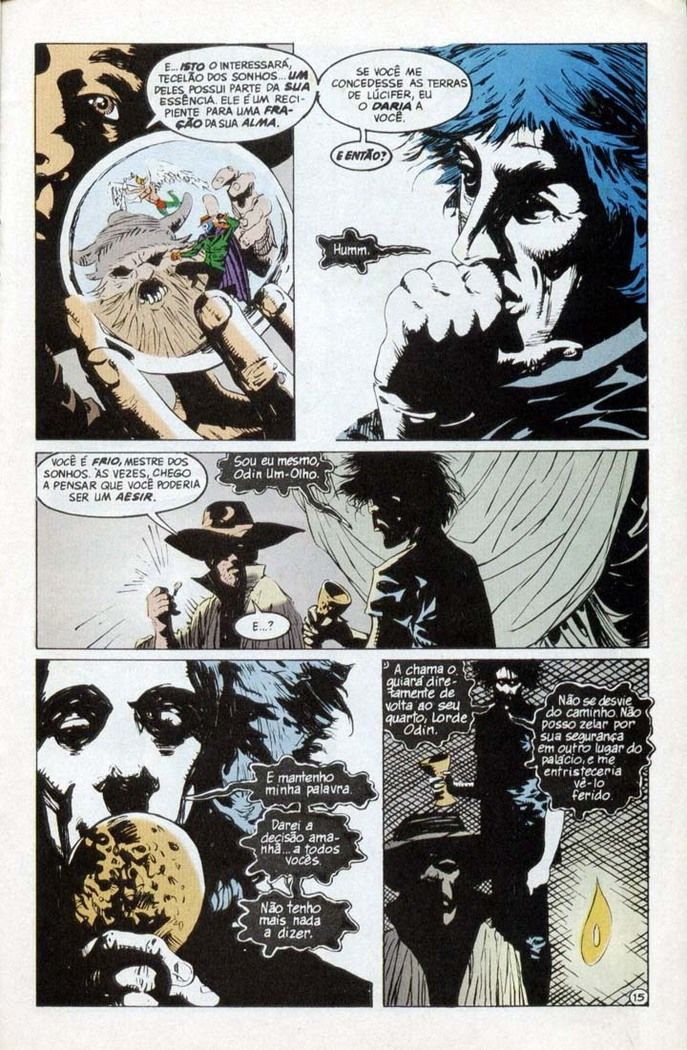 E... ISTO O INTERESSARÁ,
TECELÃO DOS SONHOS... UM
DELES POSSUI PARTE DA SUA
ESSÊNCIA. ELE É UM RECI-
PIENTE PARA UMA FRA-
ÇÃO DA SUA ALMA.
SE VOCÊ ME
CONCEDESSE AS TERRAS
DE LÚCIFER, EU
O DARIA A
VOCÊ.
E ENTÃO?
Humm.
VOCÊ É FRIO, MESTRE DOS
SONHOS. ÀS VEZES, CHEGO
A PENSAR QUE VOCÊ PODERIA
SER UM AESIR.
Sou eu mesmo,
Odin Um-Olho.
E...?
E mantenho
minha palavra.
Darei a
decisão ama-
nhã... a todos
vocês.
Não tenho
mais nada
a dizer.
A chama o
guiará dire-
tamente de
volta ao seu
quarto, Lorde
Odin.
Não se desvie
do caminho. Não
posso zelar por
sua segurança
em outro lugar do
palácio, e me
entristeceria
vê-lo
ferido.
15